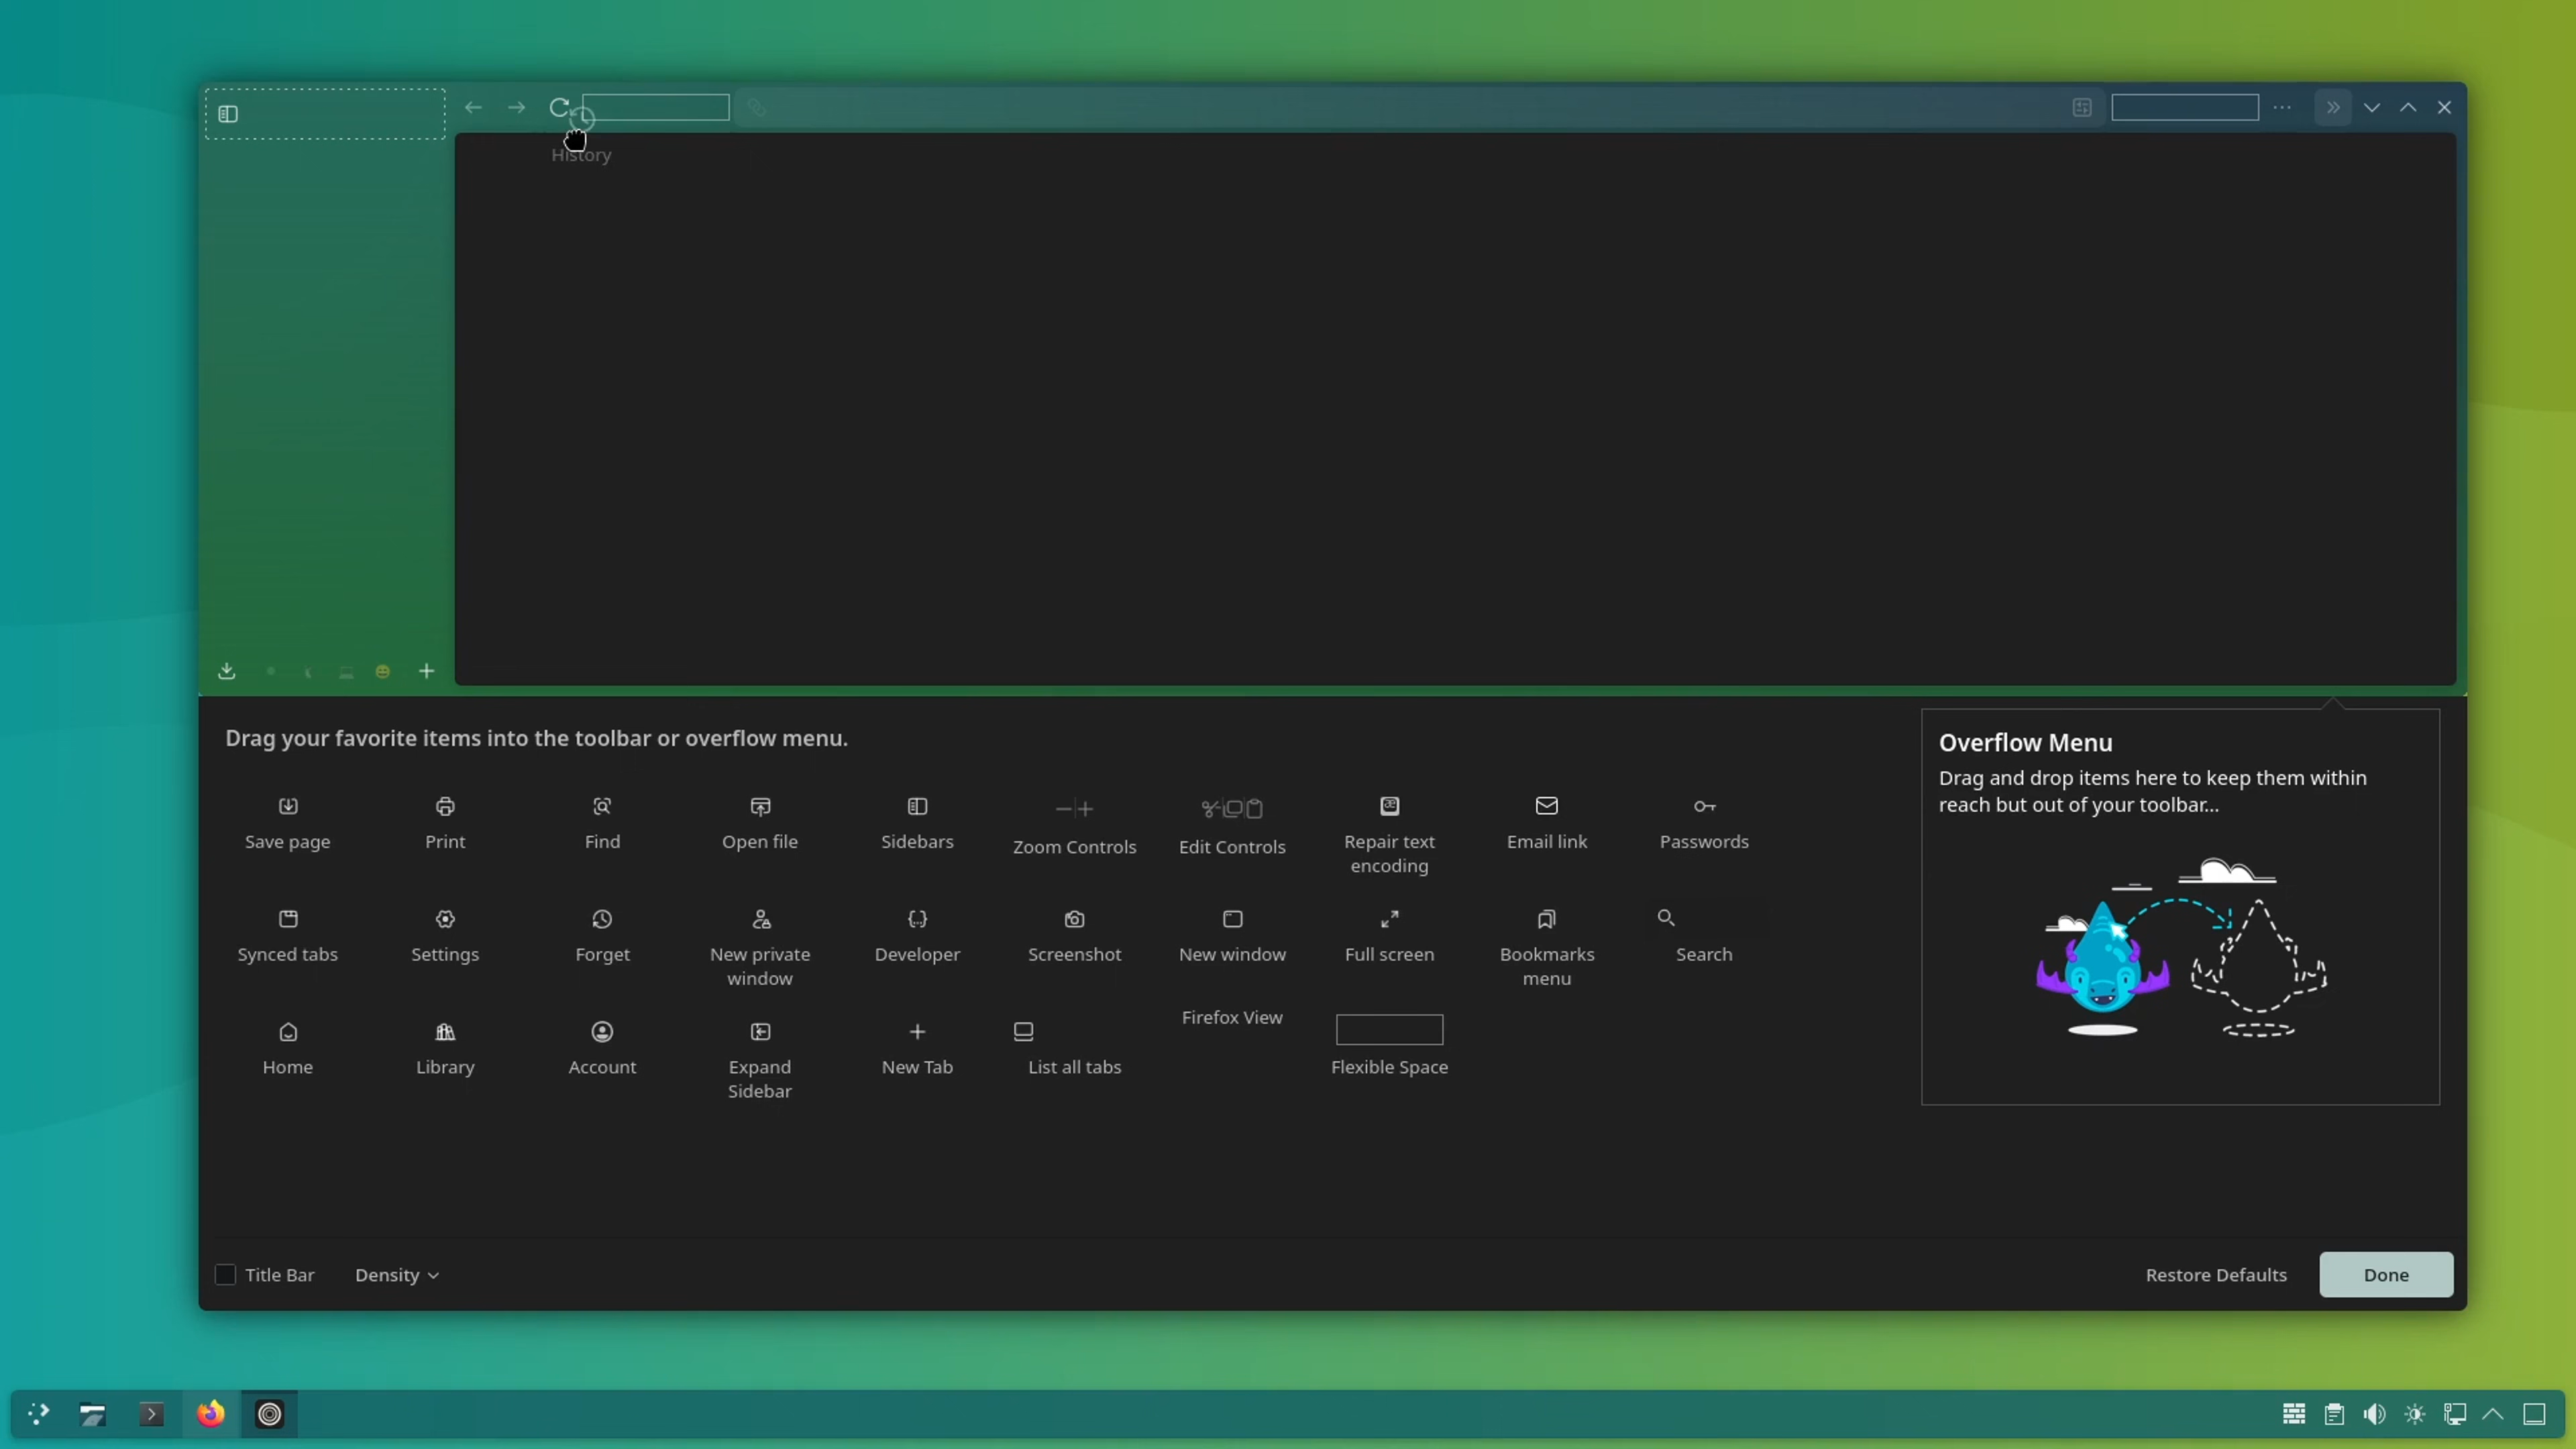 History
Drag your favorite items into the toolbar or overflow menu.
Save page
Print
Find
Open file
Sidebars
Zoom Controls
Edit Controls
Repair text
encoding
Email link
Passwords
Synced tabs
Settings
Forget
New private
window
Developer
Screenshot
New window
Full screen
Bookmarks
menu
Search
Home
Library
Account
Expand
Sidebar
New Tab
List all tabs
Firefox View
Flexible Space
Overflow Menu
Drag and drop items here to keep them within
reach but out of your toolbar...
Title Bar
Density
Restore Defaults
Done